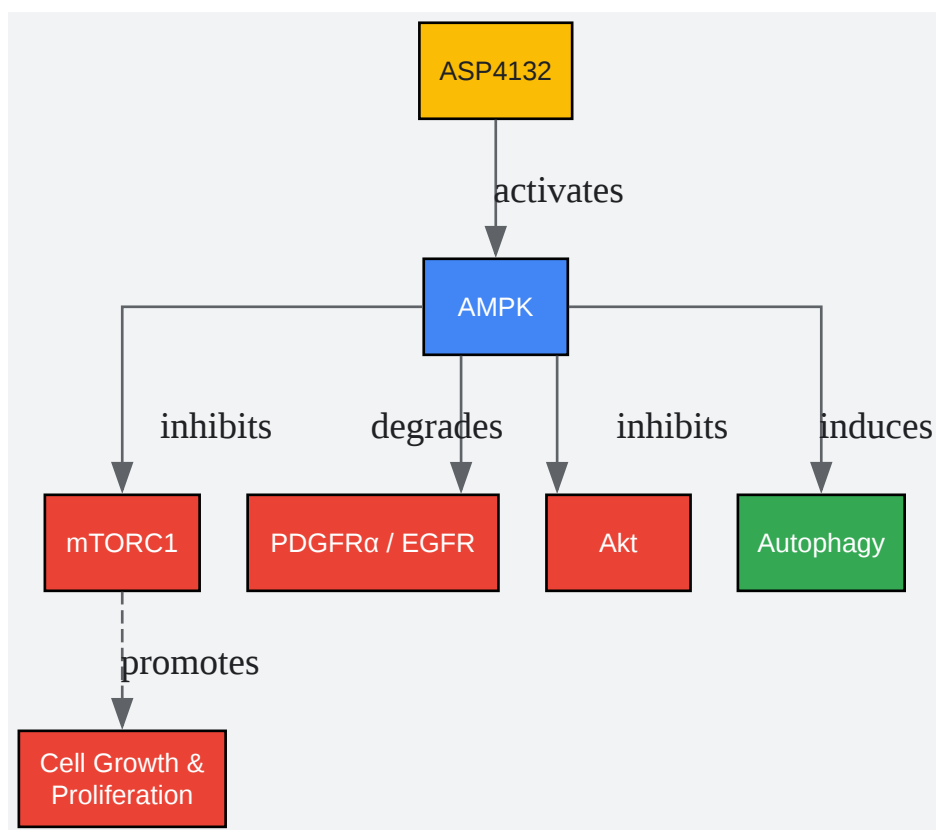 ASP4132
activates
AMPK
inhibits
degrades
inhibits
induces
mTORC1
PDGFRα / EGFR
Akt
Autophagy
promotes
Cell Growth &
Proliferation